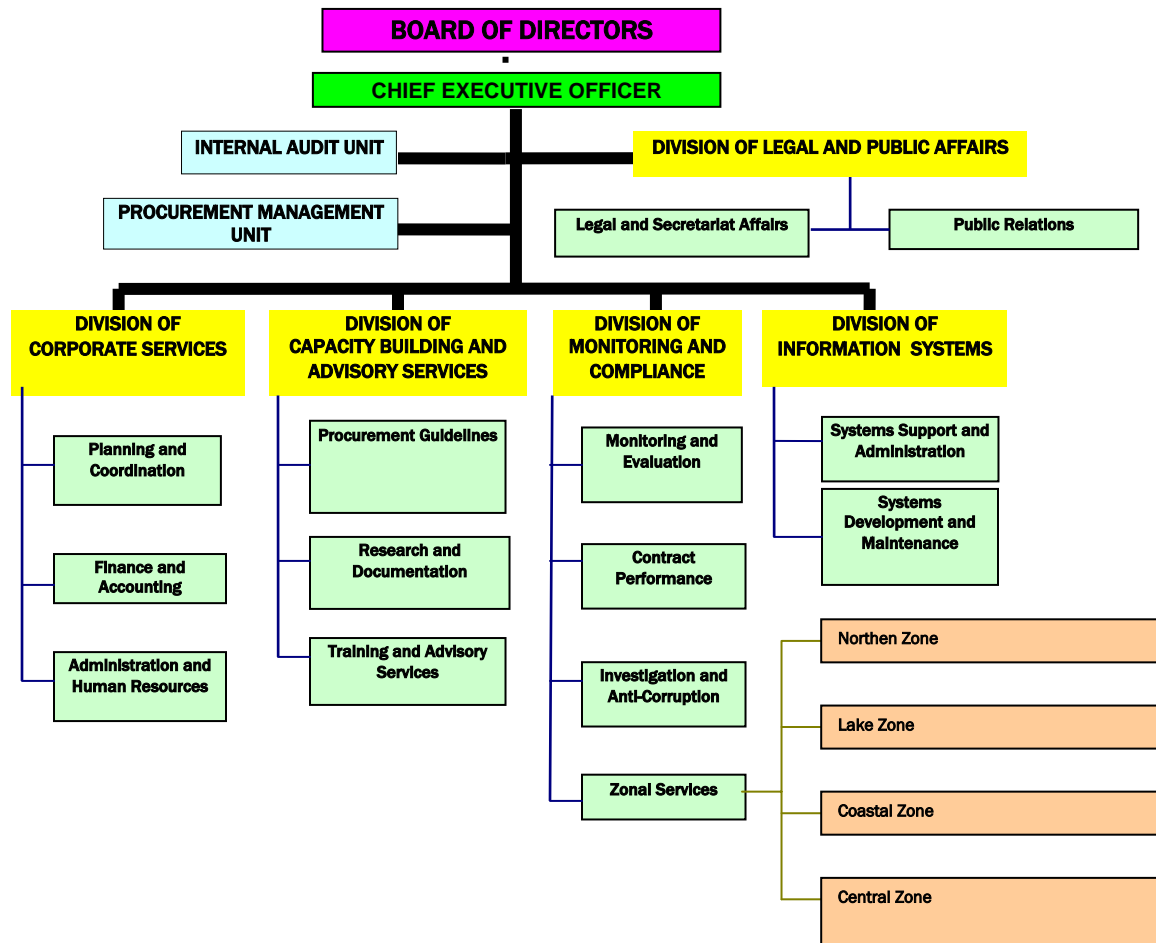 BOARD OF DIRECTORS
CHIEF EXECUTIVE OFFICER
INTERNAL AUDIT UNIT
DIVISION OF LEGAL AND PUBLIC AFFAIRS
PROCUREMENT MANAGEMENT
UNIT
Legal and Secretariat Affairs
Public Relations
DIVISION OF
CORPORATE SERVICES
DIVISION OF
CAPACITY BUILDING AND
ADVISORY SERVICES
DIVISION OF
MONITORING AND
COMPLIANCE
DIVISION OF
INFORMATION SYSTEMS
Planning and
Coordination
Finance and
Accounting
Administration and
Human Resources
Procurement Guidelines
Research and
Documentation
Training and Advisory
Services
Monitoring and
Evaluation
Contract
Performance
Investigation and
Anti-Corruption
Zonal Services
Systems Support and
Administration
Systems
Development and
Maintenance
Northen Zone
Lake Zone
Coastal Zone
Central Zone